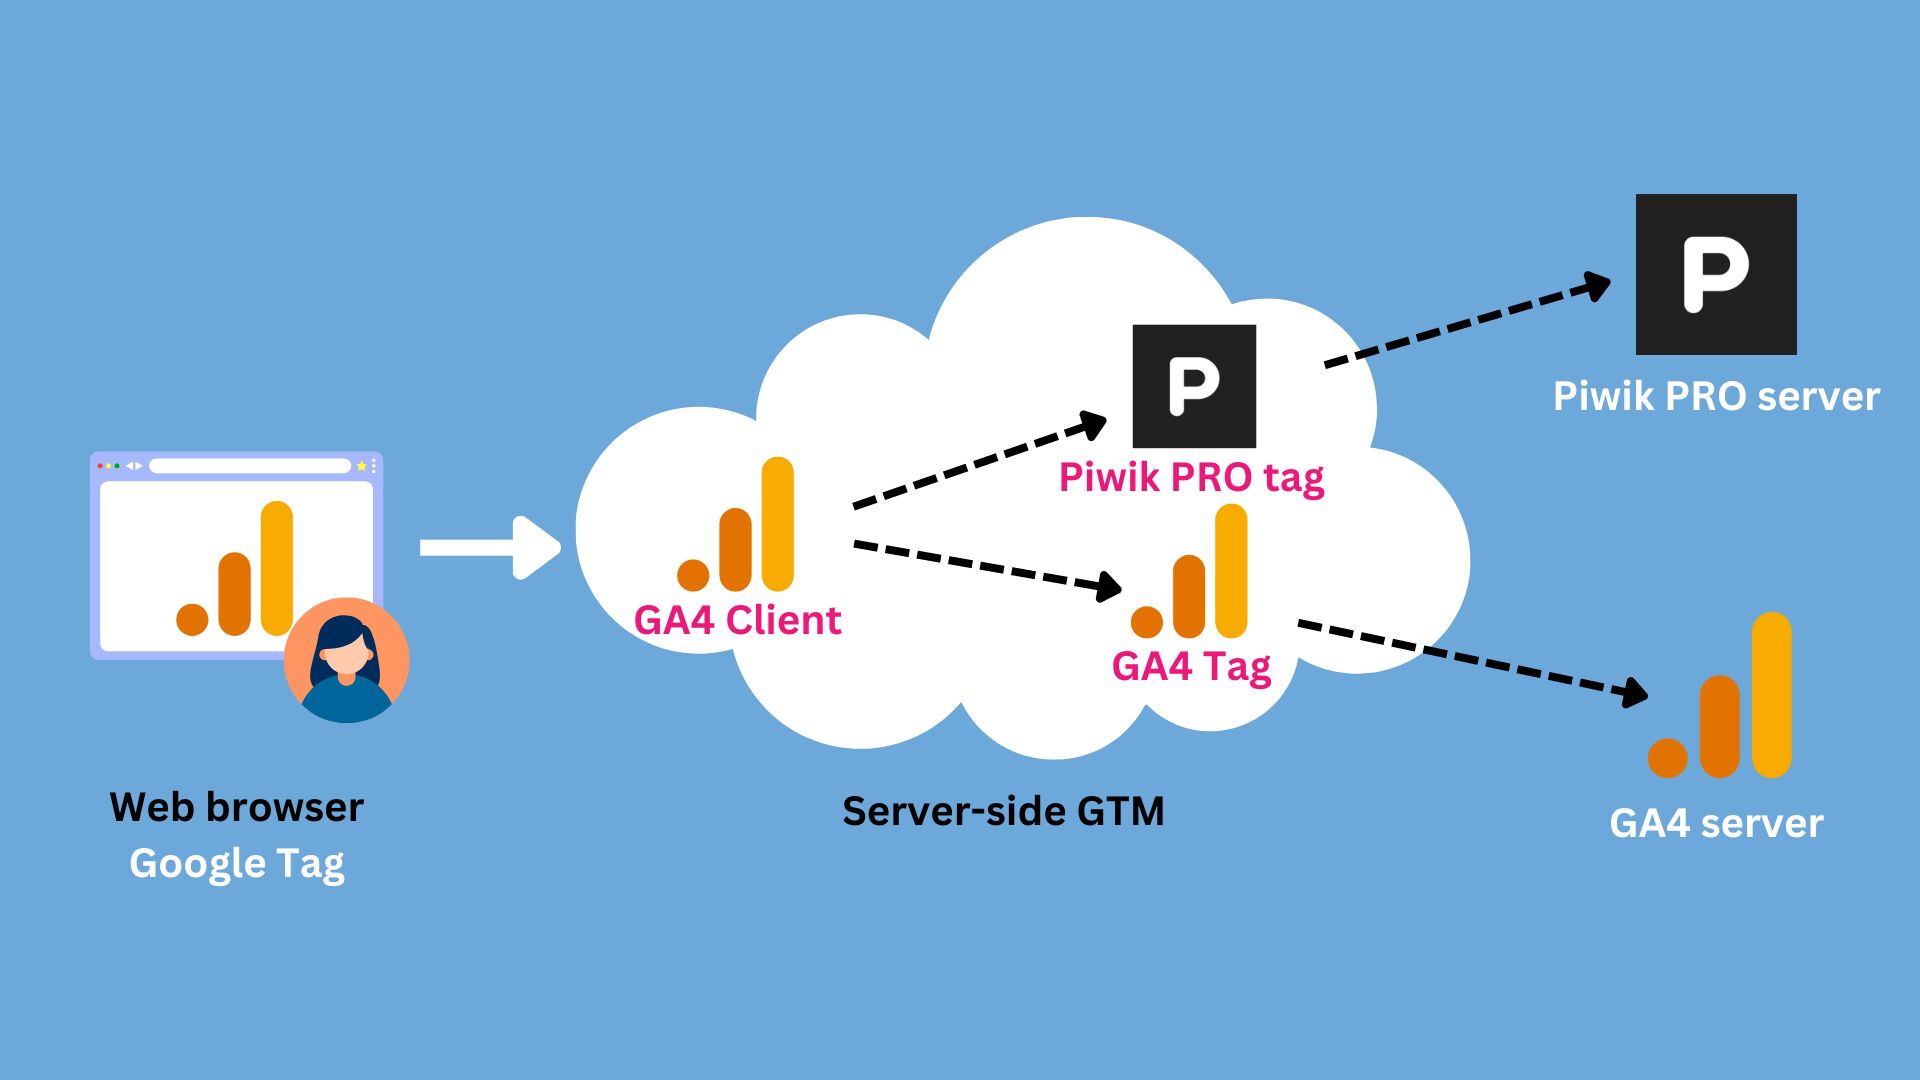 Web browser
Google Tag
GA4 Client
P
Piwik PRO tag
GA4 Tag
Server-side GTM
P
Piwik PRO server
GA4 server